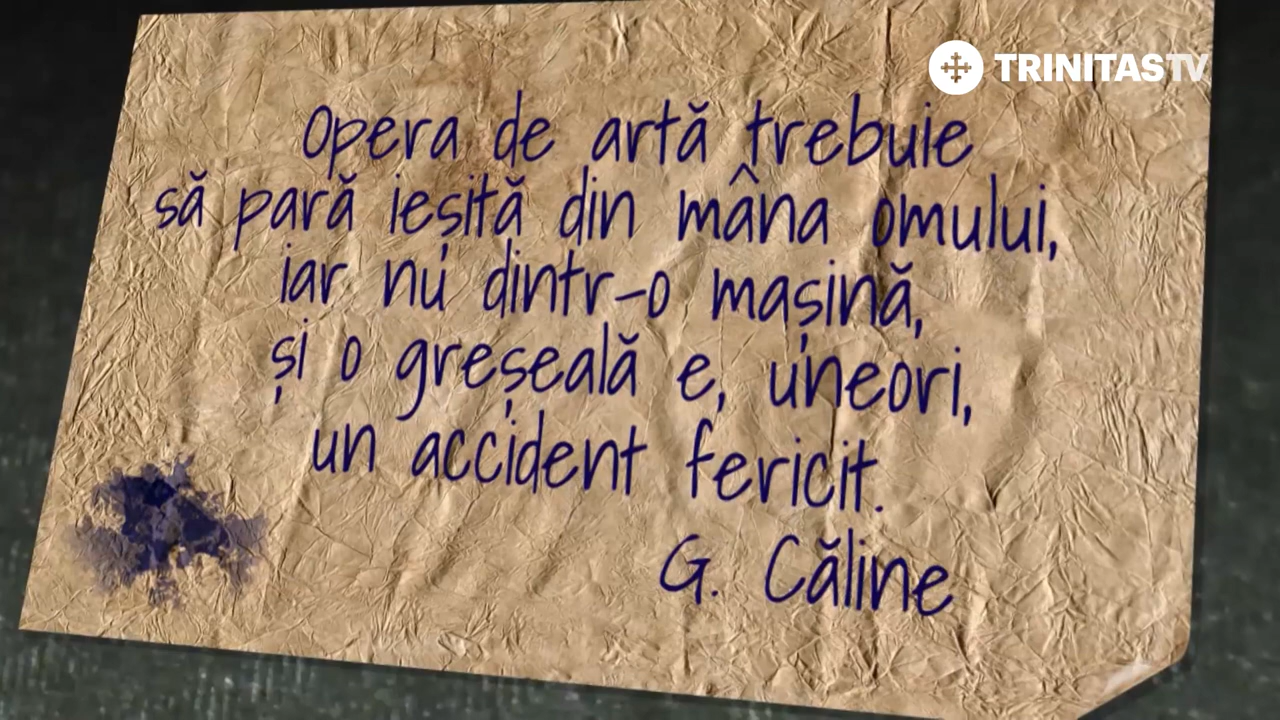 TRINITASTV
Opera de artă trebuie
să pară ieșită din mâna omului,
iar nu dintr-o mașină,
și o greșeală e, uneori,
un accident fericit.
G. Căline